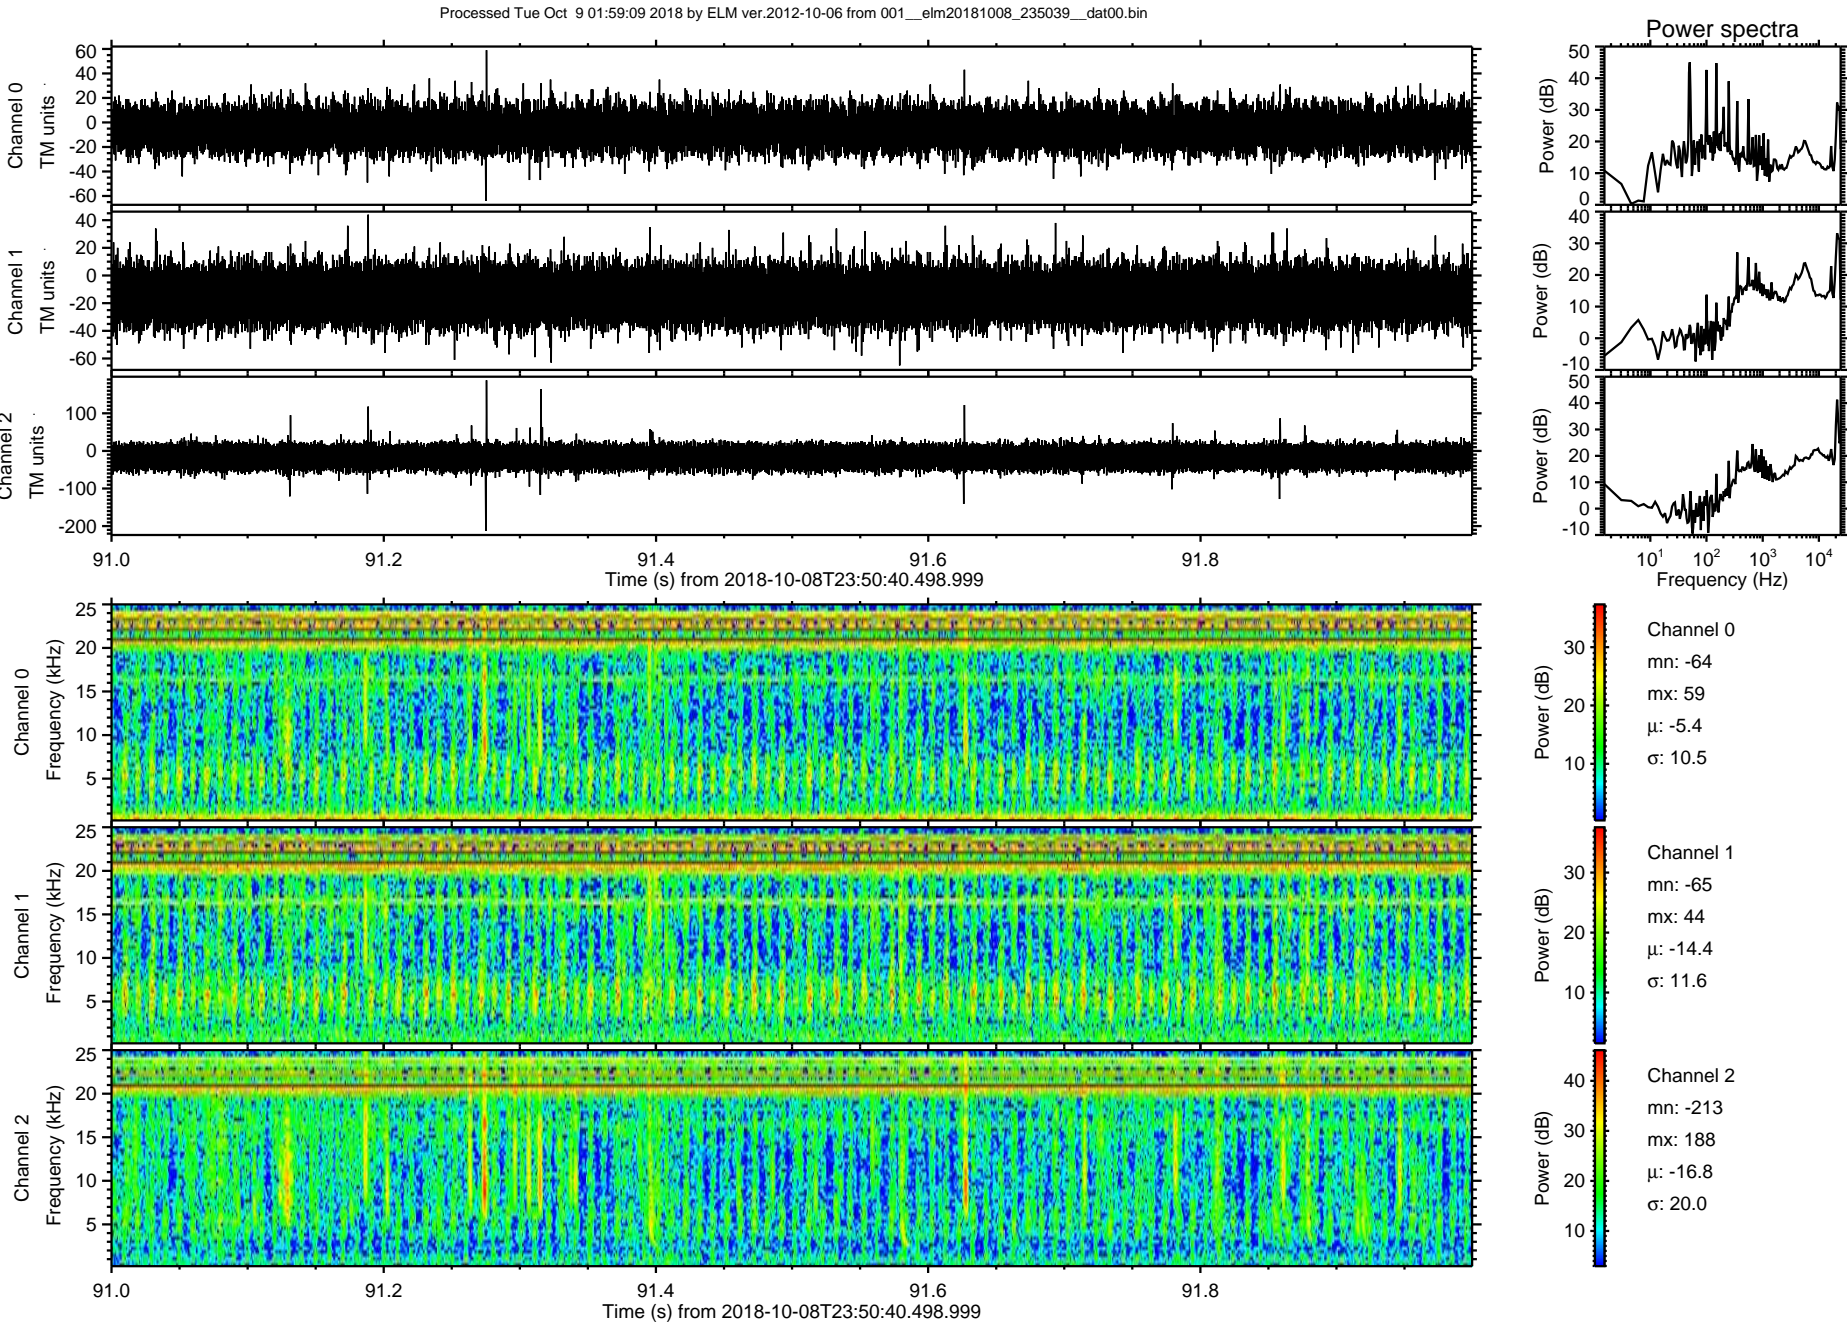 Processed Tue Oct  9 01:59:09 2018 by ELM ver.2012-10-06 from 001__elm20181008_235039__dat00.bin
Power spectra
Channel 0
TM units
60
40
20
0
-20
-40
-60
Power (dB)
50
40
30
20
10
0
Channel 1
TM units
40
20
0
-20
-40
-60
Power (dB)
40
30
20
10
0
-10
Channel 2
TM units
100
0
-100
-200
Power (dB)
50
40
30
20
10
0
-10
91.0 91.2 91.4 91.6 91.8
Time (s) from 2018-10-08T23:50:40.498.999
10^1 10^2 10^3 10^4
Frequency (Hz)
Channel 0
Frequency (kHz)
25
20
15
10
5
Power (dB)
30
20
10
Channel 0
mn: -64
mx: 59
μ: -5.4
σ: 10.5
Channel 1
Frequency (kHz)
25
20
15
10
5
Power (dB)
30
20
10
Channel 1
mn: -65
mx: 44
μ: -14.4
σ: 11.6
Channel 2
Frequency (kHz)
25
20
15
10
5
Power (dB)
40
30
20
10
Channel 2
mn: -213
mx: 188
μ: -16.8
σ: 20.0
91.0 91.2 91.4 91.6 91.8
Time (s) from 2018-10-08T23:50:40.498.999